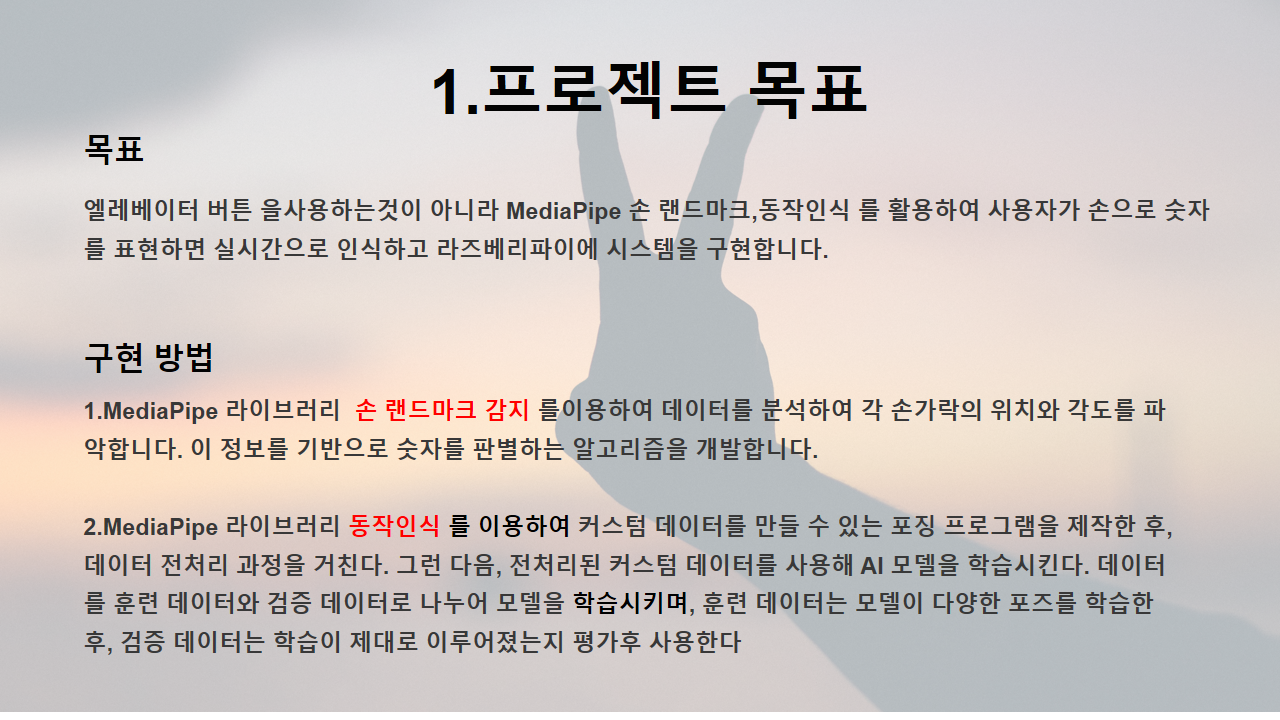 1.프로젝트 목표
목표
엘레베이터 버튼 을사용하는것이 아니라 MediaPipe 손 랜드마크,동작인식 를 활용하여 사용자가 손으로 숫자
를 표현하면 실시간으로 인식하고 라즈베리파이에 시스템을 구현합니다.
구현 방법
1.MediaPipe 라이브러리 손 랜드마크 감지 를이용하여 데이터를 분석하여 각 손가락의 위치와 각도를 파
악합니다. 이 정보를 기반으로 숫자를 판별하는 알고리즘을 개발합니다.
2.MediaPipe 라이브러리 동작인식 를 이용하여 커스텀 데이터를 만들 수 있는 포징 프로그램을 제작한 후,
데이터 전처리 과정을 거친다. 그런 다음, 전처리된 커스텀 데이터를 사용해 AI 모델을 학습시킨다. 데이터
를 훈련 데이터와 검증 데이터로 나누어 모델을 학습시키며, 훈련 데이터는 모델이 다양한 포즈를 학습한
후, 검증 데이터는 학습이 제대로 이루어졌는지 평가후 사용한다